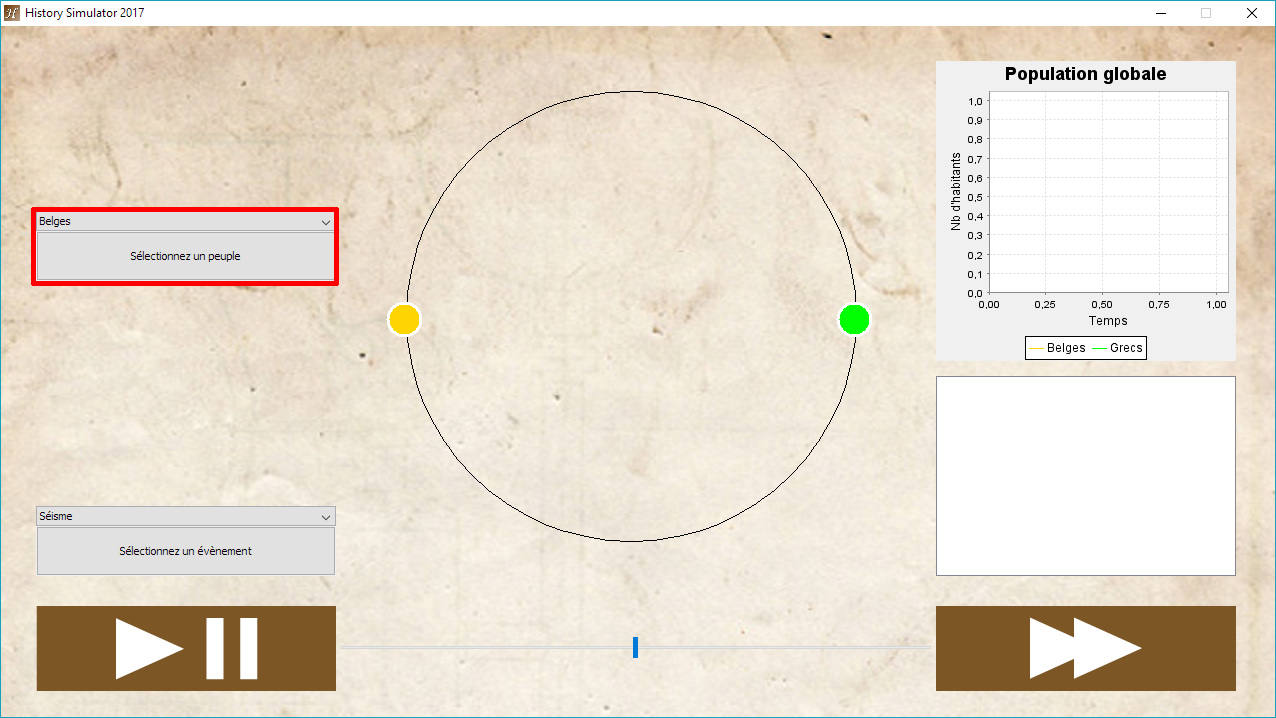 History Simulator 2017
Belges
Sélectionnez un peuple
Séisme
Sélectionnez un évènement
Population globale
Nb d'habitants
1,0
0,9
0,8
0,7
0,6
0,5
0,4
0,3
0,2
0,1
0,0
0,00 0,25 0,50 0,75 1,00
Temps
Belges Grecs